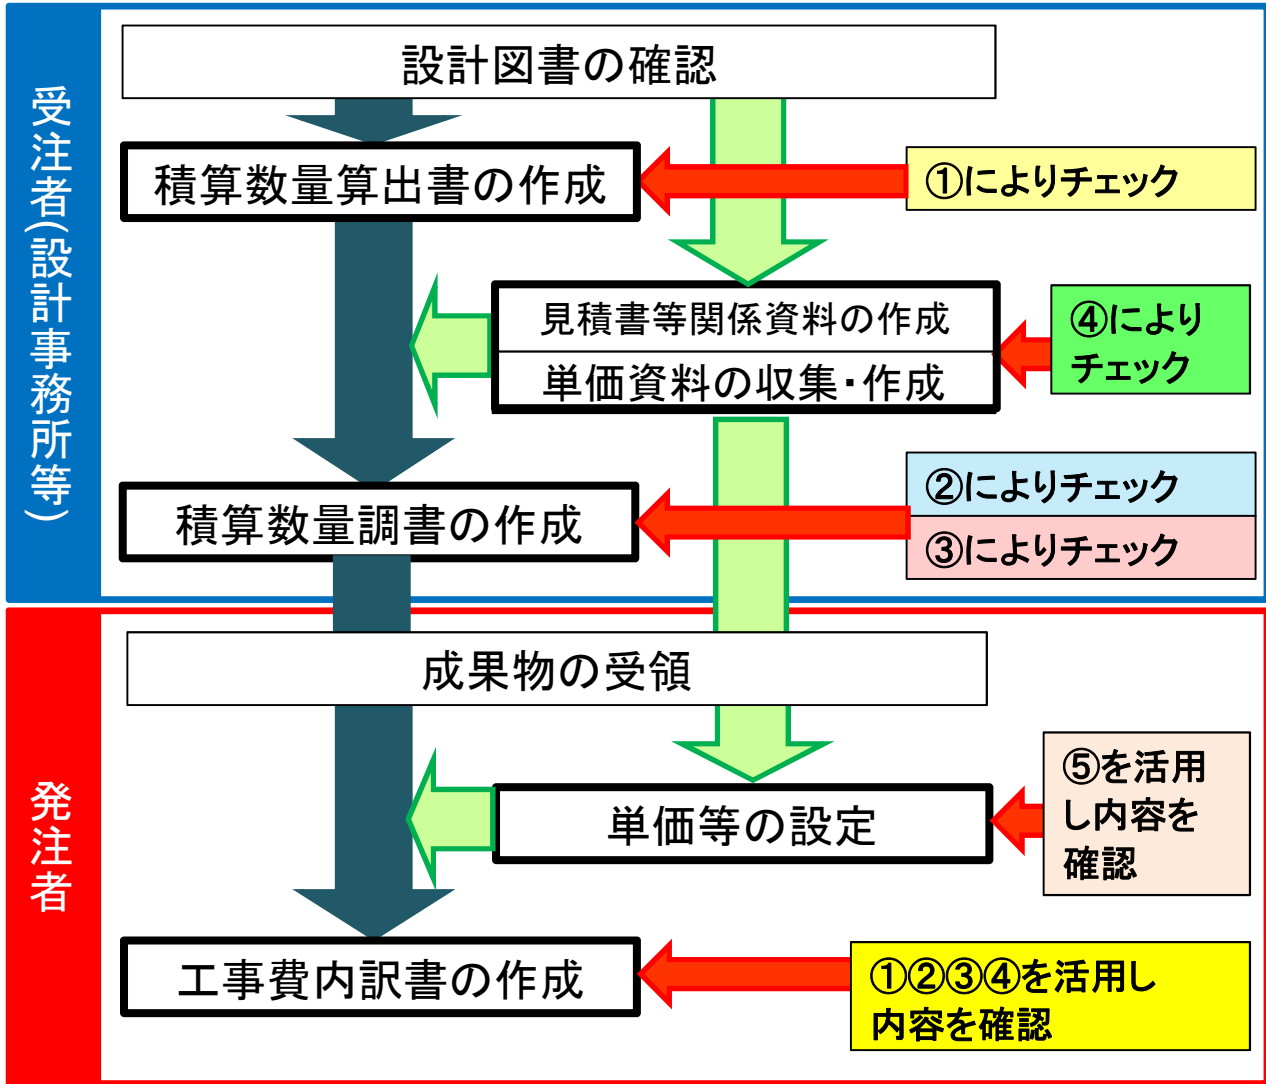 受注者(設計事務所等)
設計図書の確認
積算数量算出書の作成
①によりチェック
見積書等関係資料の作成
単価資料の収集・作成
④により
チェック
積算数量調書の作成
②によりチェック
③によりチェック
発注者
成果物の受領
単価等の設定
⑤を活用
し内容を
確認
工事費内訳書の作成
①②③④を活用し
内容を確認